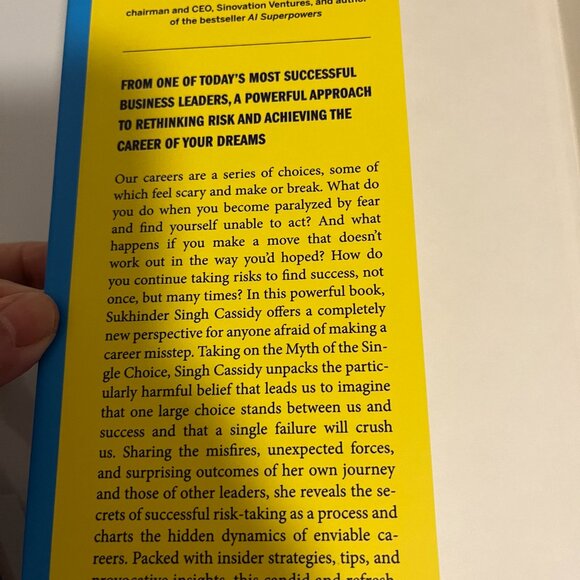 chairman and CEO, Sinovation Ventures, and author
of the bestseller AI Superpowers
FROM ONE OF TODAY'S MOST SUCCESSFUL
BUSINESS LEADERS, A POWERFUL APPROACH
TO RETHINKING RISK AND ACHIEVING THE
CAREER OF YOUR DREAMS
Our careers are a series of choices, some of
which feel scary and make or break. What do
you do when you become paralyzed by fear
and find yourself unable to act? And what
happens if you make a move that doesn't
work out in the way you'd hoped? How do
you continue taking risks to find success, not
once, but many times? In this powerful book,
Sukhinder Singh Cassidy offers a completely
new perspective for anyone afraid of making a
career misstep. Taking on the Myth of the Sin-
gle Choice, Singh Cassidy unpacks the partic-
ularly harmful belief that leads us to imagine
that one large choice stands between us and
success and that a single failure will crush
us. Sharing the misfires, unexpected forces,
and surprising outcomes of her own journey
and those of other leaders, she reveals the se-
crets of successful risk-taking as a process and
charts the hidden dynamics of enviable ca-
reers. Packed with insider strategies, tips, and
provocative insights, this candid and refresh-